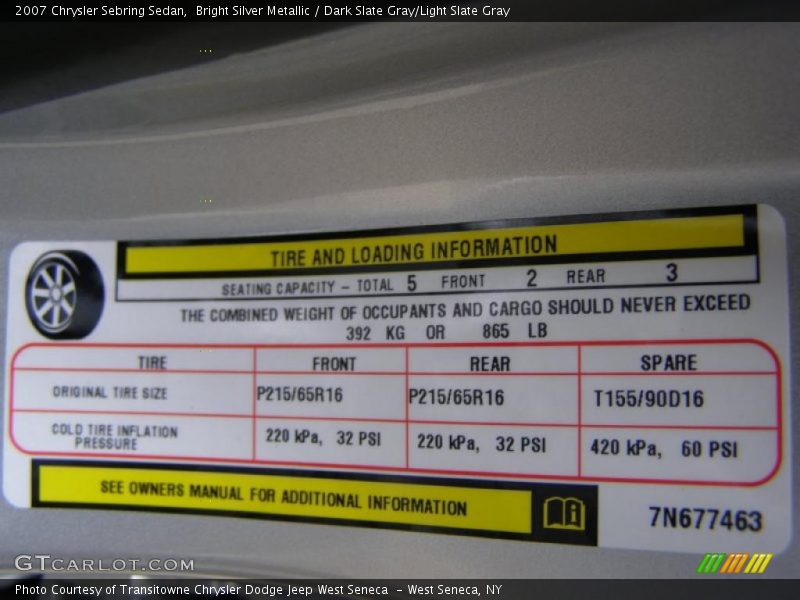 2007 Chrysler Sebring Sedan,  Bright Silver Metallic / Dark Slate Gray/Light Slate Gray
TIRE AND LOADING INFORMATION
SEATING CAPACITY – TOTAL 5 FRONT 2 REAR 3
THE COMBINED WEIGHT OF OCCUPANTS AND CARGO SHOULD NEVER EXCEED
392 KG OR 865 LB
TIRE FRONT REAR SPARE
ORIGINAL TIRE SIZE P215/65R16 P215/65R16 T155/90D16
COLD TIRE INFLATION
PRESSURE 220 kPa, 32 PSI 220 kPa, 32 PSI 420 kPa, 60 PSI
SEE OWNERS MANUAL FOR ADDITIONAL INFORMATION
7N677463
GTCARLOT.COM
Photo Courtesy of Transitowne Chrysler Dodge Jeep West Seneca  - West Seneca, NY